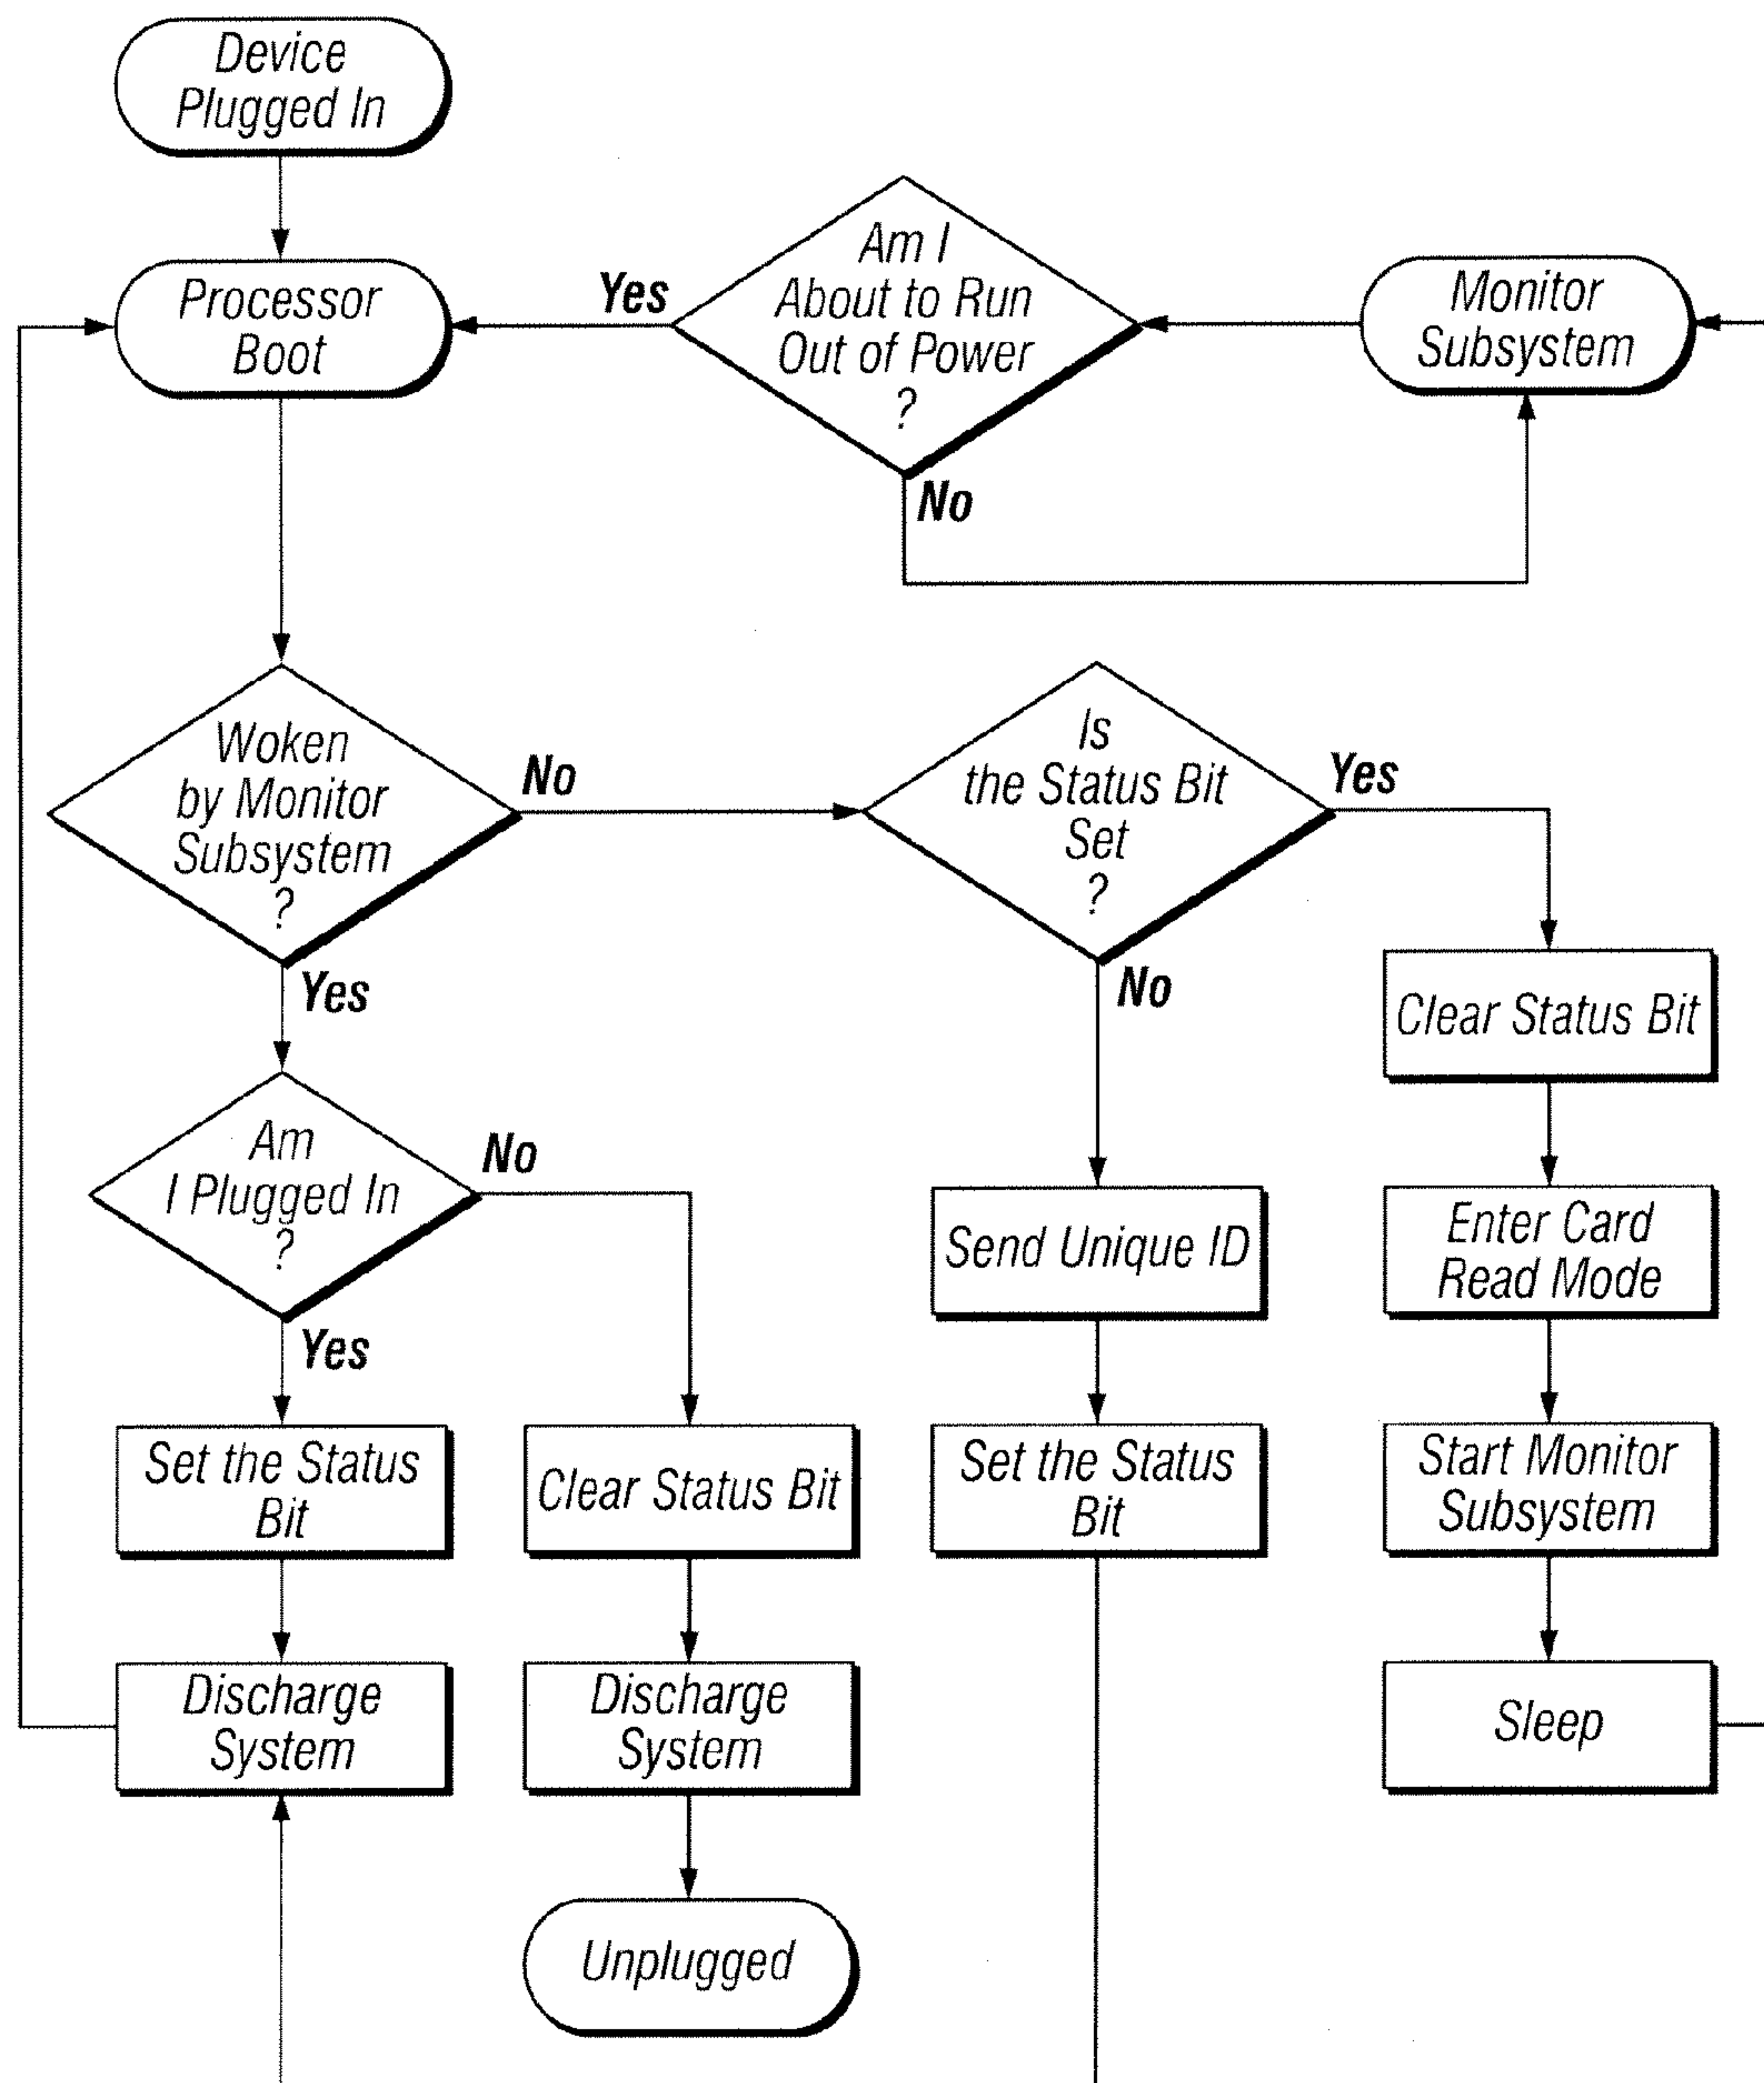 Device
Plugged In
Processor
Boot
Yes
Am I
About to Run
Out of Power
?
No
Monitor
Subsystem
Woken
by Monitor
Subsystem
?
No
Yes
Is
the Status Bit
Set
?
Yes
No
Clear Status Bit
Am
I Plugged In
?
No
Yes
Send Unique ID
Enter Card
Read Mode
Set the Status
Bit
Clear Status Bit
Set the Status
Bit
Start Monitor
Subsystem
Discharge
System
Discharge
System
Sleep
Unplugged